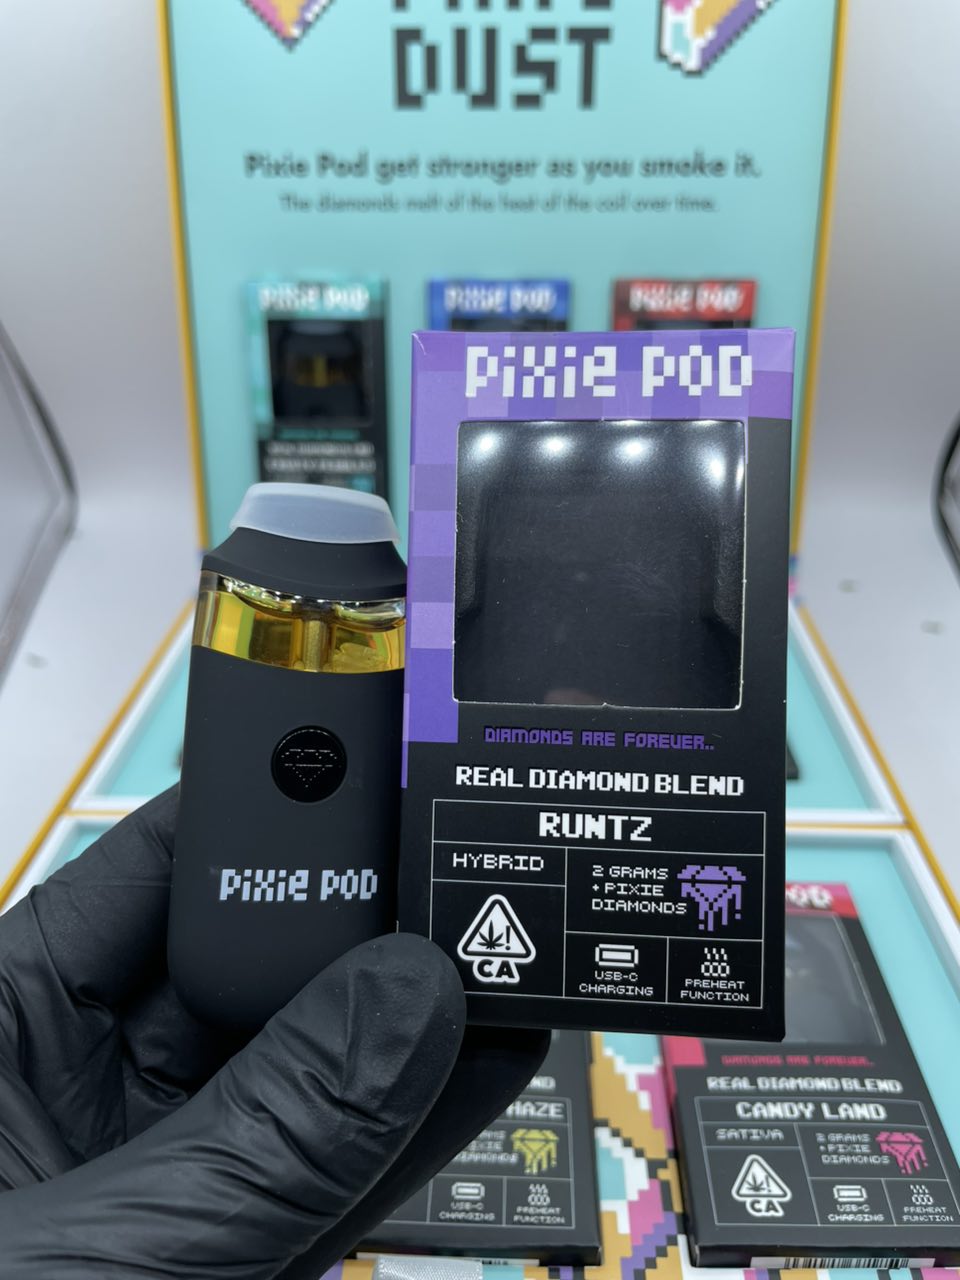 DUST
Pixie Pod get stronger as you smoke it.
The diamonds melt of the heat of the coil over time.
PIXIE POD
PIXIE POD
PIXIE POD
PIXIE POD
DIAMONDS ARE FOREVER..
REAL DIAMOND BLEND
RUNTZ
HYBRID
2 GRAMS
+ PIXIE
DIAMONDS
!
CA
USB-C
CHARGING
PREHEAT
FUNCTION
PIXIE POD
POD
DIAMONDS ARE FOREVER..
REAL DIAMOND BLEND
CANDY LAND
SATIVA
2 GRAMS
+ PIXIE
DIAMONDS
CA
USB-C
CHARGING
PREHEAT
FUNCTION
HAZE
USB-C
CHARGING
PREHEAT
FUNCTION